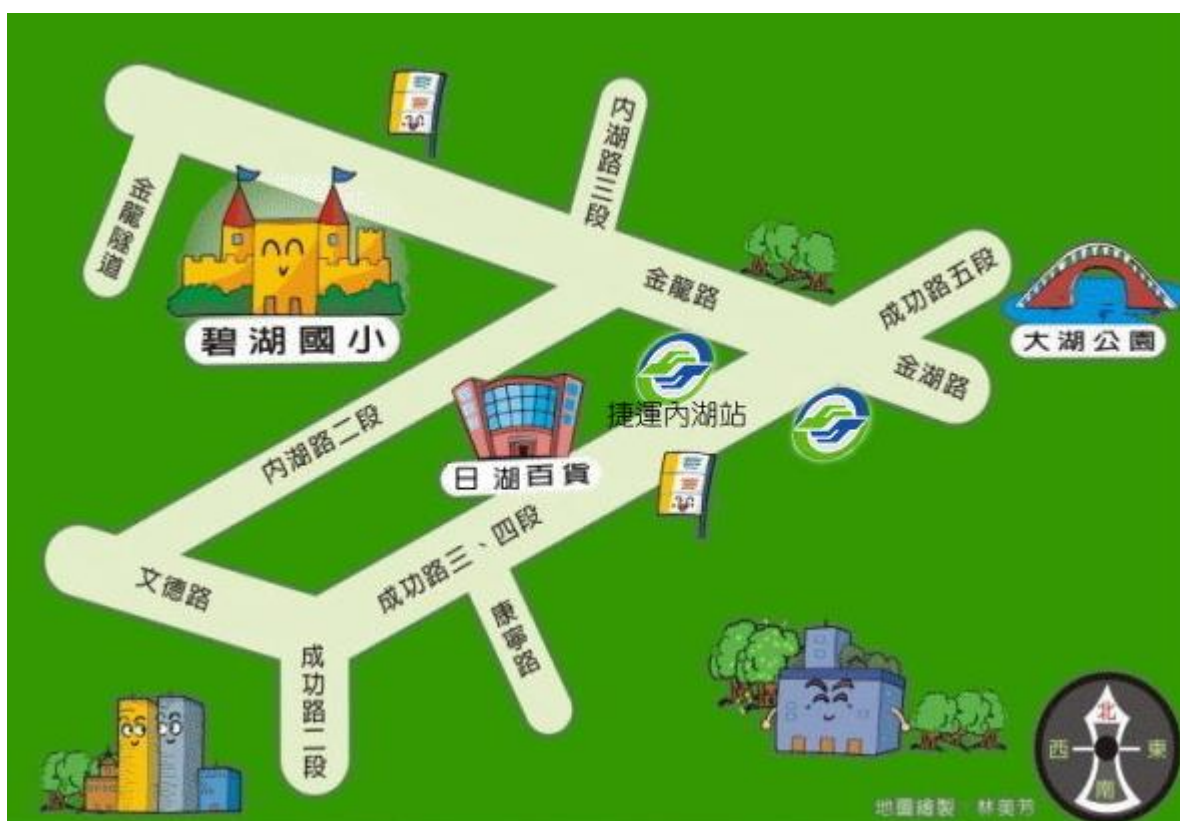 內湖路三段
金龍隧道
金龍路
成功路五段
碧湖國小
大湖公園
金湖路
捷運內湖站
內湖路二段
日湖百貨
成功路三、四段
文德路
康寧路
成功路二段
北
西
東
南
地圖繪製：林美芳